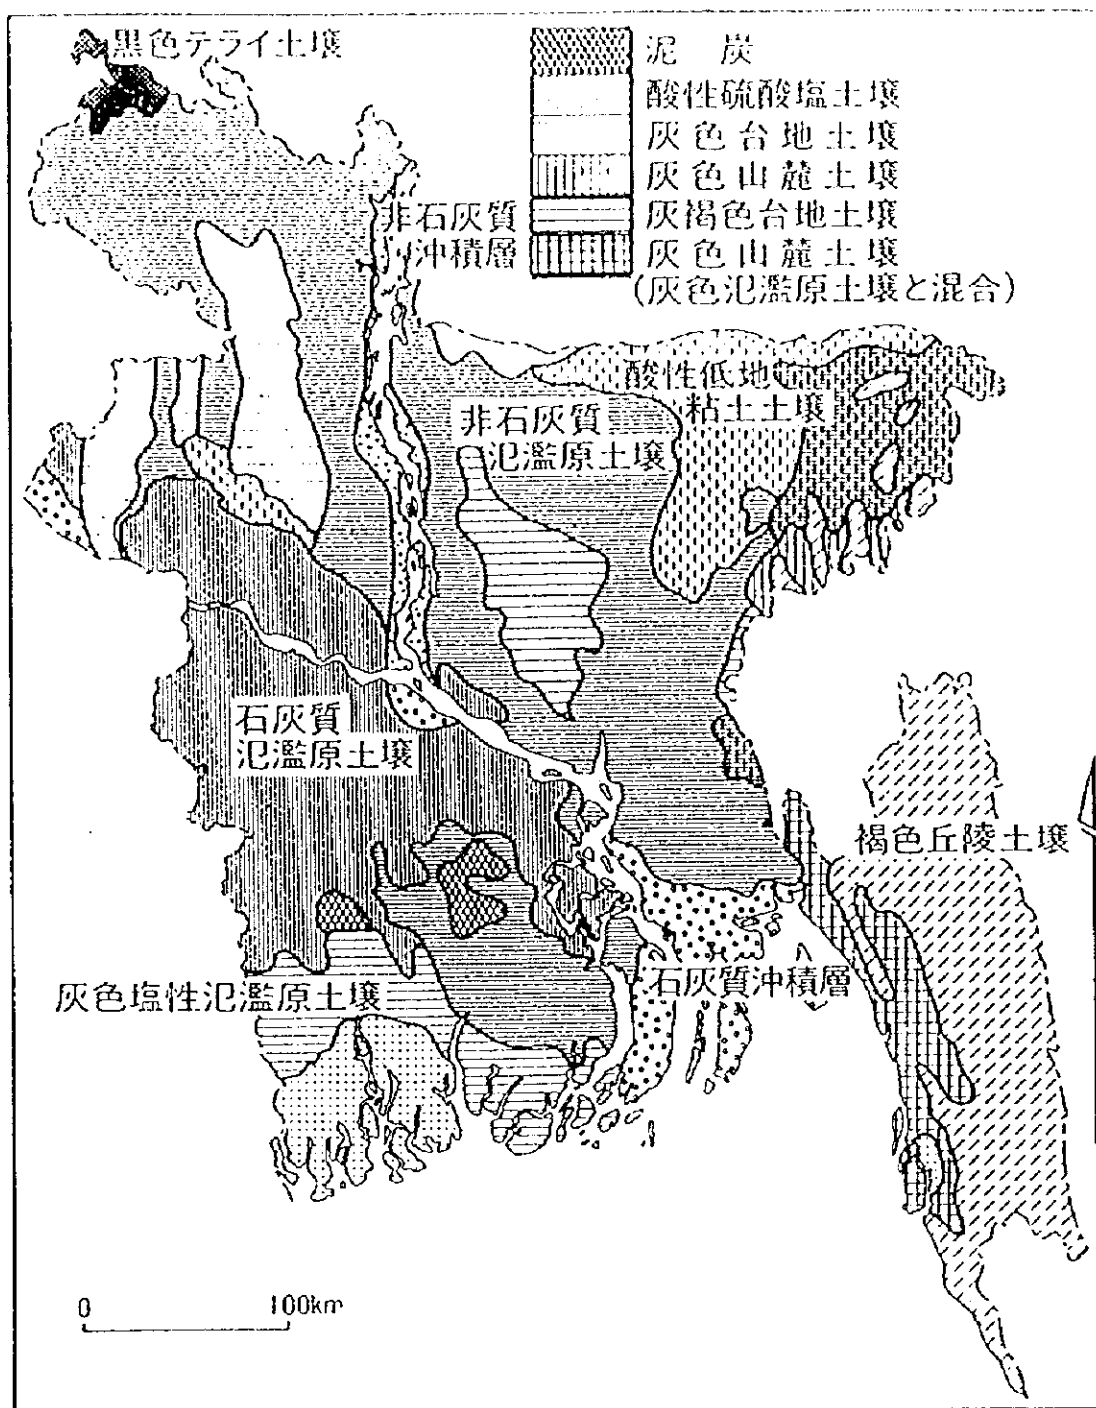 黒色テライ土壌
泥炭
酸性硫酸塩土壌
灰色台地土壌
灰色山麓土壌
灰褐色台地土壌
灰色山麓土壌
(灰色氾濫原土壌と混合)
非石灰質
沖積層
酸性低地
粘土土壌
非石灰質
氾濫原土壌
石灰質
氾濫原土壌
褐色丘陵土壌
石灰質沖積層
灰色塩性氾濫原土壌
0 100km